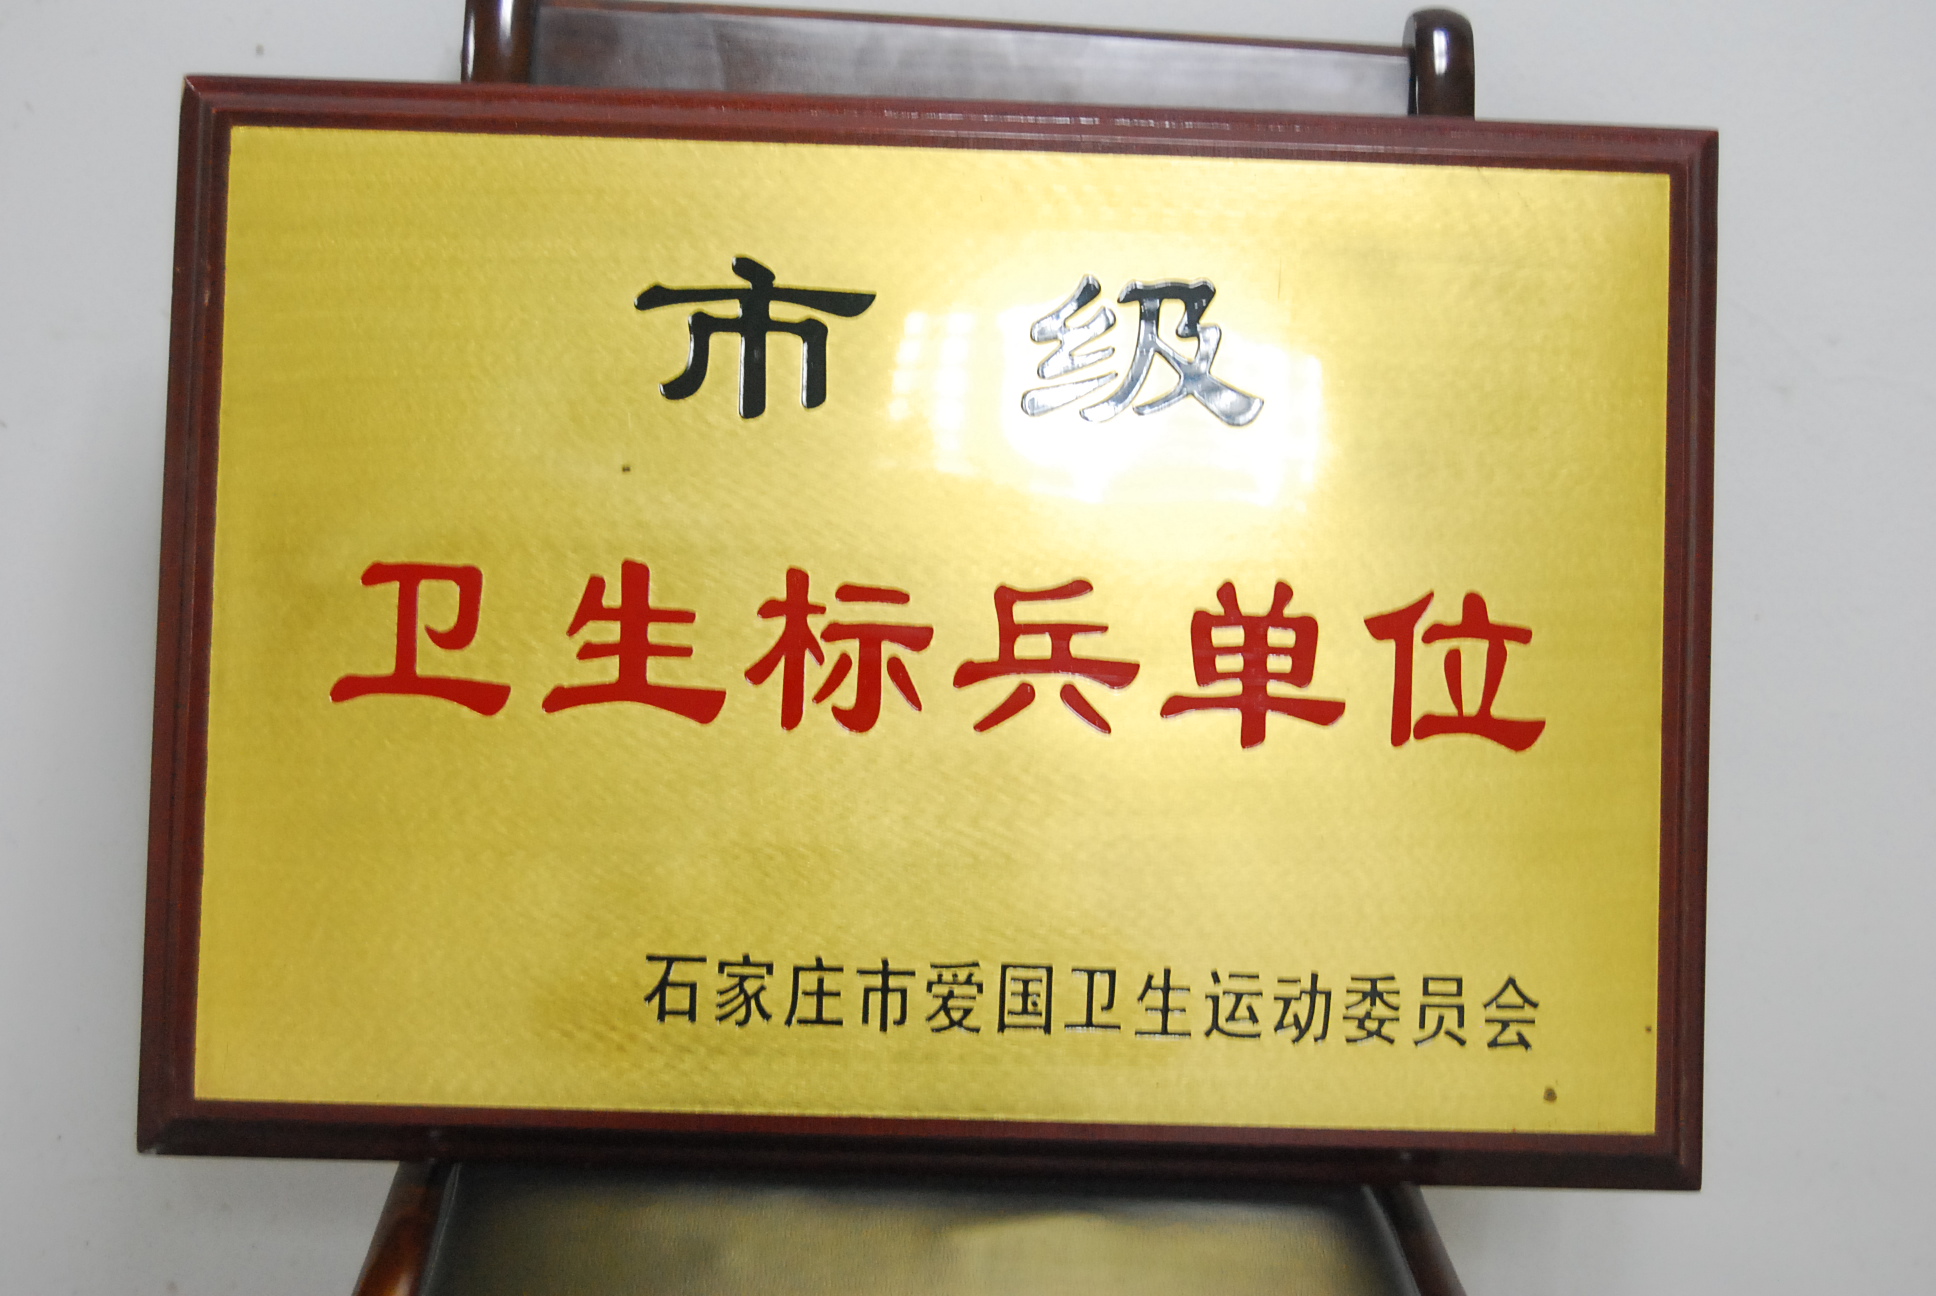 市级
卫生标兵单位
石家庄市爱国卫生运动委员会